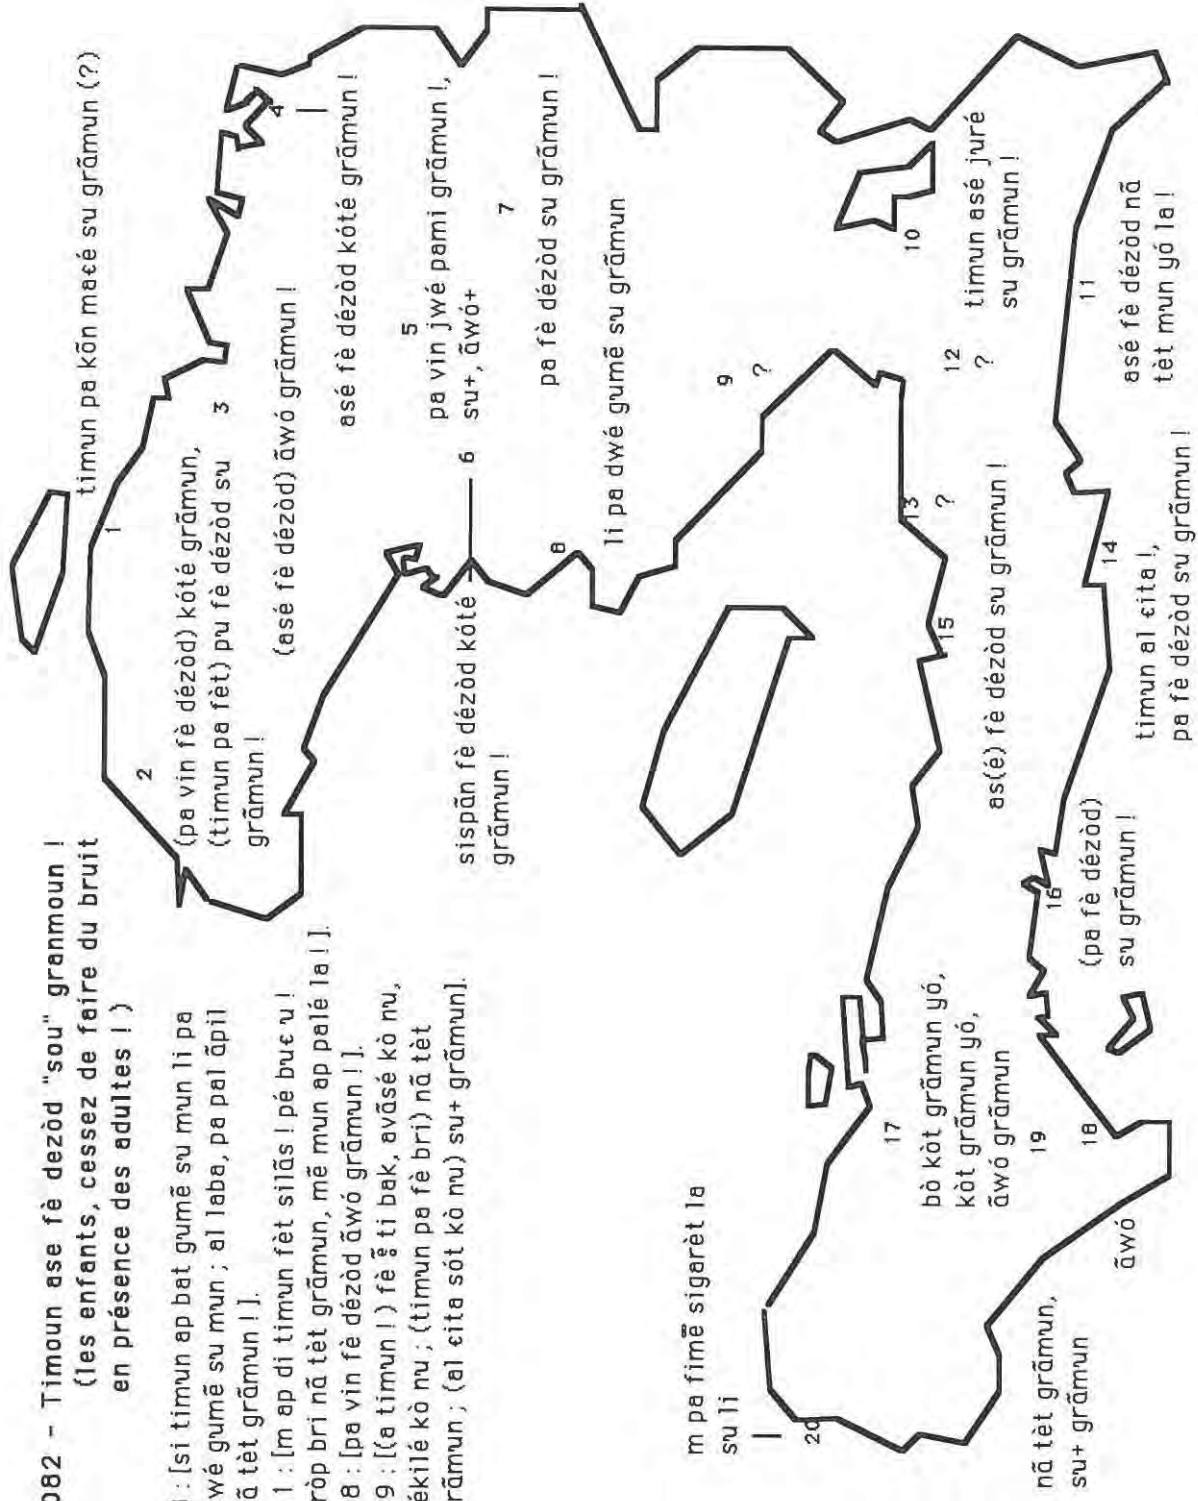 082 - Timoun ase fè dezòd "sou" granmoun !
(les enfants, cessez de faire du bruit
en présence des adultes ! )
: [si timun ap bat gumẽ su mun li pa
wé gumẽ su mun ; al laba, pa pal ãpil
ã tèt grãmun ! ].
1 : [m ap di timun fèt silãs ! pé buɛ u !
ròp bri nã tèt grãmun, mẽ mun ap palé la ! ].
8 : [pa vin fè dézòd ãwó grãmun ! ].
9 : [(a timun ! ) fè ẽ ti bak, avãsé kò nu,
ékilé kò nu ; (timun pa fè bri) nã tèt
rãmun ; (al ɛita sót kò nu) su+ grãmun].
timun pa kõn maɛé su grãmun (?)
1
2
(pa vin fè dézòd) kóté grãmun,
(timun pa fèt) pu fè dézòd su
grãmun !
3
(asé fè dézòd) ãwó grãmun !
4
asé fè dézòd kóté grãmun !
5
pa vin jwé pami grãmun !,
su+, ãwó+
6
sispãn fè dézòd kóté
grãmun !
7
pa fè dézòd su grãmun !
8
li pa dwé gumẽ su grãmun
9
?
10
timun asé juré
su grãmun !
11
asé fè dézòd nã
tèt mun yó la !
12
?
13
?
14
timun al ɛita !,
pa fè dézòd su grãmun !
15
as(é) fè dézòd su grãmun !
16
(pa fè dézòd)
su grãmun !
17
bò kòt grãmun yó,
kòt grãmun yó,
ãwó grãmun
19
18
ãwó
m pa fimẽ sigarèt la
su li
20
nã tèt grãmun,
su+ grãmun